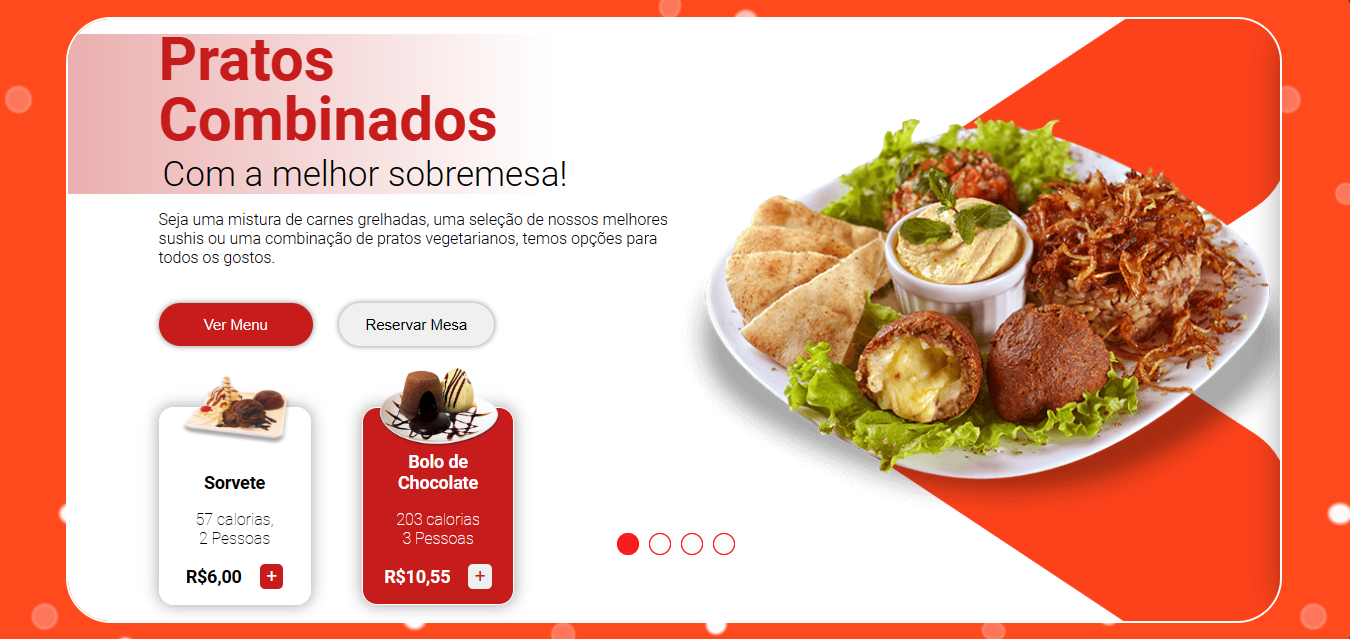 Pratos
Combinados
Com a melhor sobremesa!
Seja uma mistura de carnes grelhadas, uma seleção de nossos melhores
sushis ou uma combinação de pratos vegetarianos, temos opções para
todos os gostos.
Ver Menu
Reservar Mesa
Sorvete
57 calorias,
2 Pessoas
R$6,00 +
Bolo de
Chocolate
203 calorias
3 Pessoas
R$10,55 +